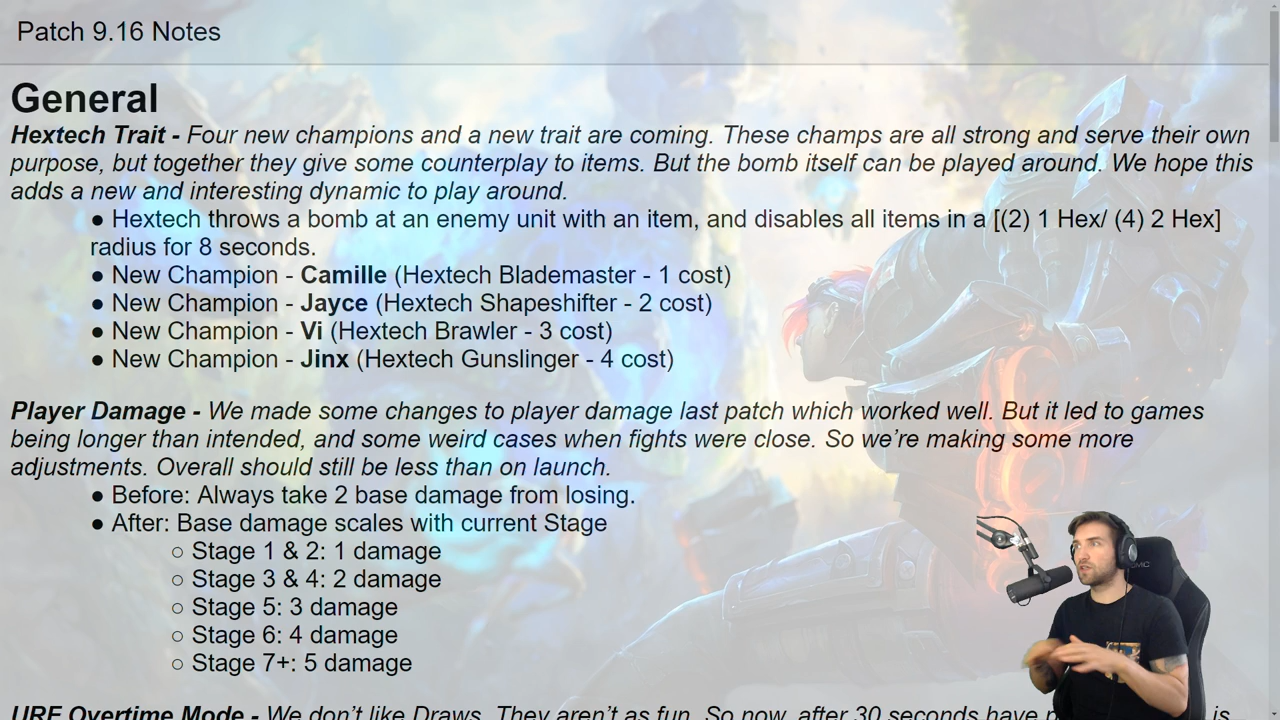 Patch 9.16 Notes
General
Hextech Trait - Four new champions and a new trait are coming. These champs are all strong and serve their own
purpose, but together they give some counterplay to items. But the bomb itself can be played around. We hope this
adds a new and interesting dynamic to play around.
● Hextech throws a bomb at an enemy unit with an item, and disables all items in a [(2) 1 Hex/ (4) 2 Hex]
radius for 8 seconds.
● New Champion - Camille (Hextech Blademaster - 1 cost)
● New Champion - Jayce (Hextech Shapeshifter - 2 cost)
● New Champion - Vi (Hextech Brawler - 3 cost)
● New Champion - Jinx (Hextech Gunslinger - 4 cost)
Player Damage - We made some changes to player damage last patch which worked well. But it led to games
being longer than intended, and some weird cases when fights were close. So we’re making some more
adjustments. Overall should still be less than on launch.
● Before: Always take 2 base damage from losing.
● After: Base damage scales with current Stage
○ Stage 1 & 2: 1 damage
○ Stage 3 & 4: 2 damage
○ Stage 5: 3 damage
○ Stage 6: 4 damage
○ Stage 7+: 5 damage
URF Overtime Mode - We don’t like Draws. They aren’t as fun. So now, after 30 seconds have is